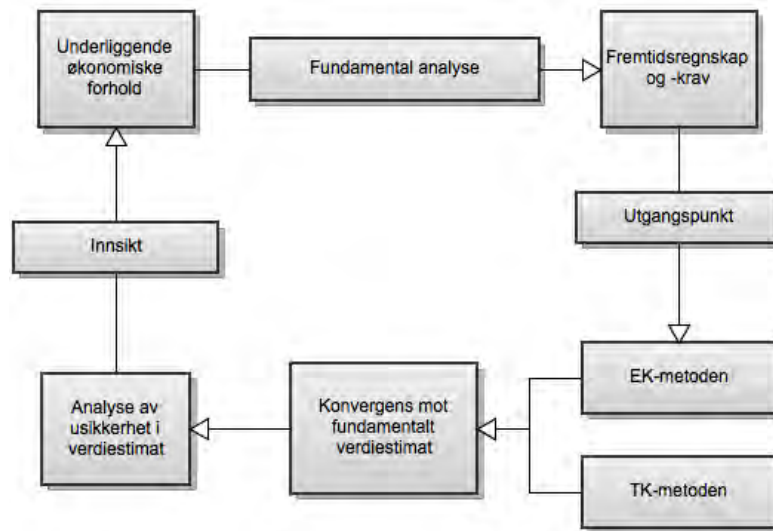 Underliggende
økonomiske
forhold
Fundamental analyse
Fremtidsregnskap
og -krav
Innsikt
Utgangspunkt
Analyse av
usikkerhet i
verdiestimat
Konvergens mot
fundamentalt
verdiestimat
EK-metoden
TK-metoden